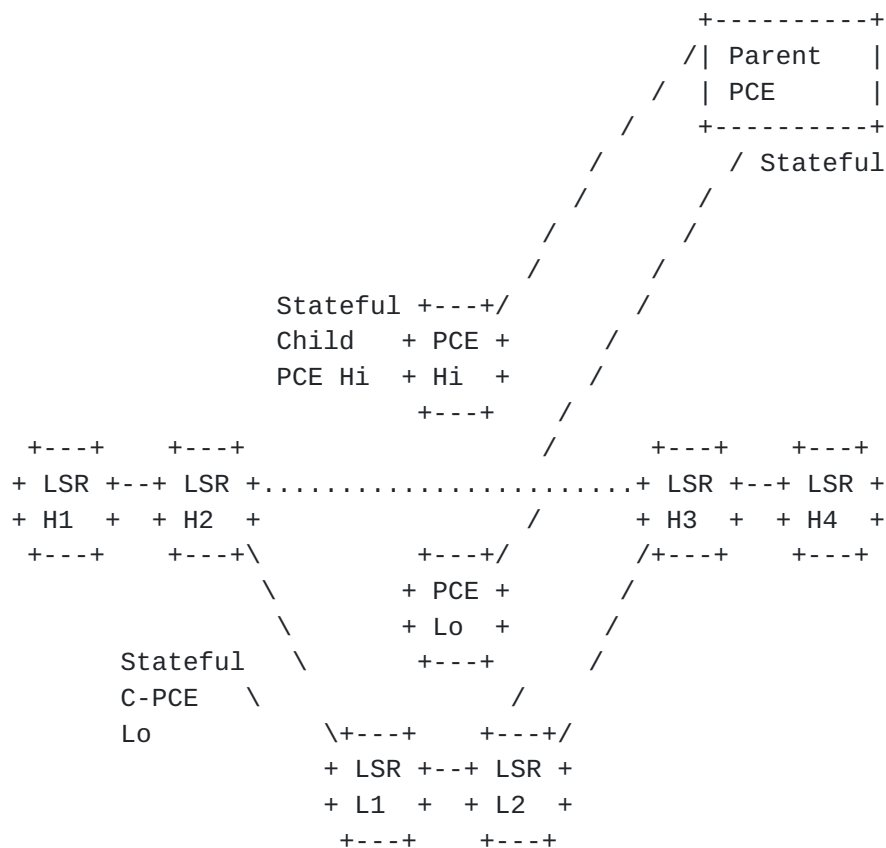 Parent
PCE
Stateful
Stateful
Child PCE
PCE Hi Hi
LSR LSR LSR LSR
H1 H2 H3 H4
PCE
Lo
Stateful
C-PCE
Lo
LSR LSR
L1 L2